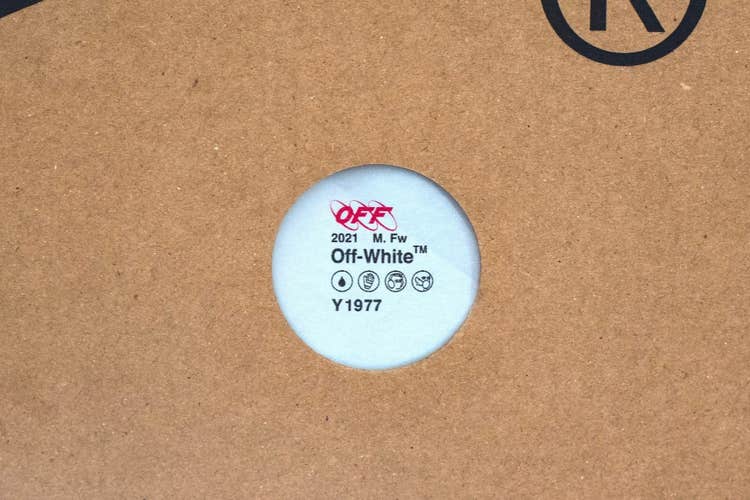 ®
OFF
2021 M. Fw
Off-White™
Y1977